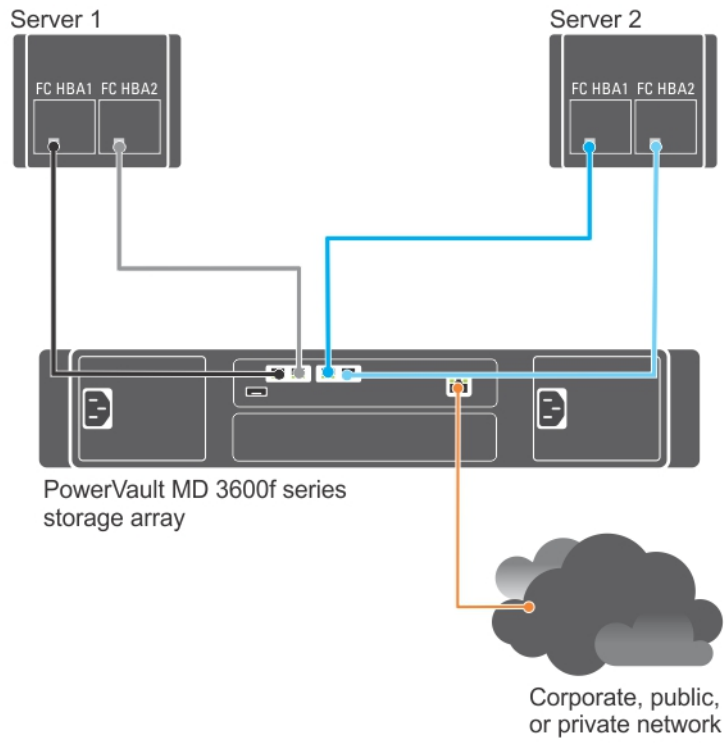 Server 1
Server 2
FC HBA1 FC HBA2
FC HBA1 FC HBA2
PowerVault MD 3600f series
storage array
Corporate, public,
or private network